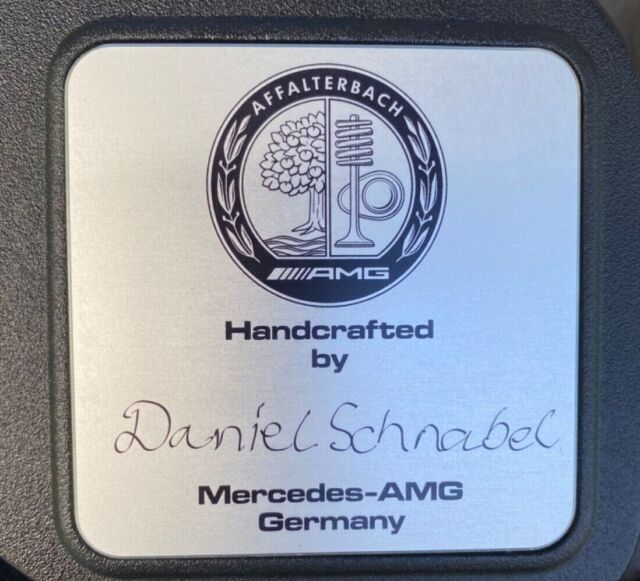 AFFALTERBACH
AMG
Handcrafted
by
Daniel Schnabel
Mercedes-AMG
Germany